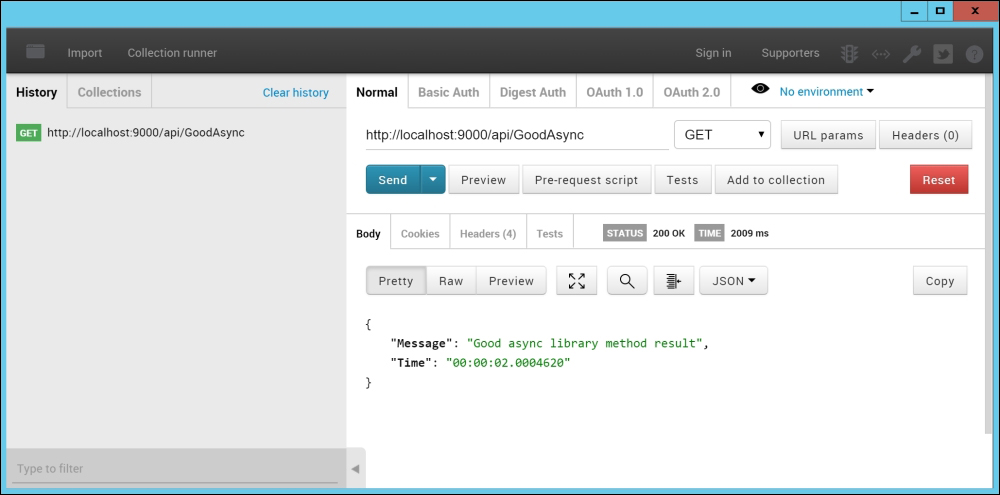 Import Collection runner Sign in Supporters
History Collections Clear history
GET http://localhost:9000/api/GoodAsync
Type to filter
Normal Basic Auth Digest Auth OAuth 1.0 OAuth 2.0 No environment
http://localhost:9000/api/GoodAsync GET URL params Headers (0)
Send Preview Pre-request script Tests Add to collection Reset
Body Cookies Headers (4) Tests STATUS 200 OK TIME 2009 ms
Pretty Raw Preview JSON Copy
{
"Message": "Good async library method result",
"Time": "00:00:02.0004620"
}